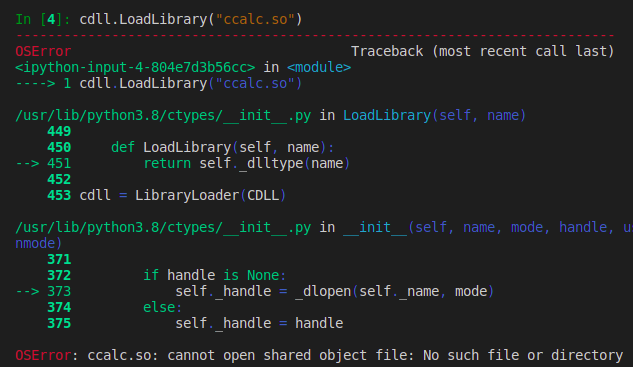 In [4]: cdll.LoadLibrary("ccalc.so")
---------------------------------------------------------------------------
OSError                                   Traceback (most recent call last)
<ipython-input-4-804e7d3b56cc> in <module>
----> 1 cdll.LoadLibrary("ccalc.so")

/usr/lib/python3.8/ctypes/__init__.py in LoadLibrary(self, name)
    449
    450     def LoadLibrary(self, name):
--> 451         return self._dlltype(name)
    452
    453 cdll = LibraryLoader(CDLL)

/usr/lib/python3.8/ctypes/__init__.py in __init__(self, name, mode, handle, u
nmode)
    371
    372         if handle is None:
--> 373             self._handle = _dlopen(self._name, mode)
    374         else:
    375             self._handle = handle

OSError: ccalc.so: cannot open shared object file: No such file or directory